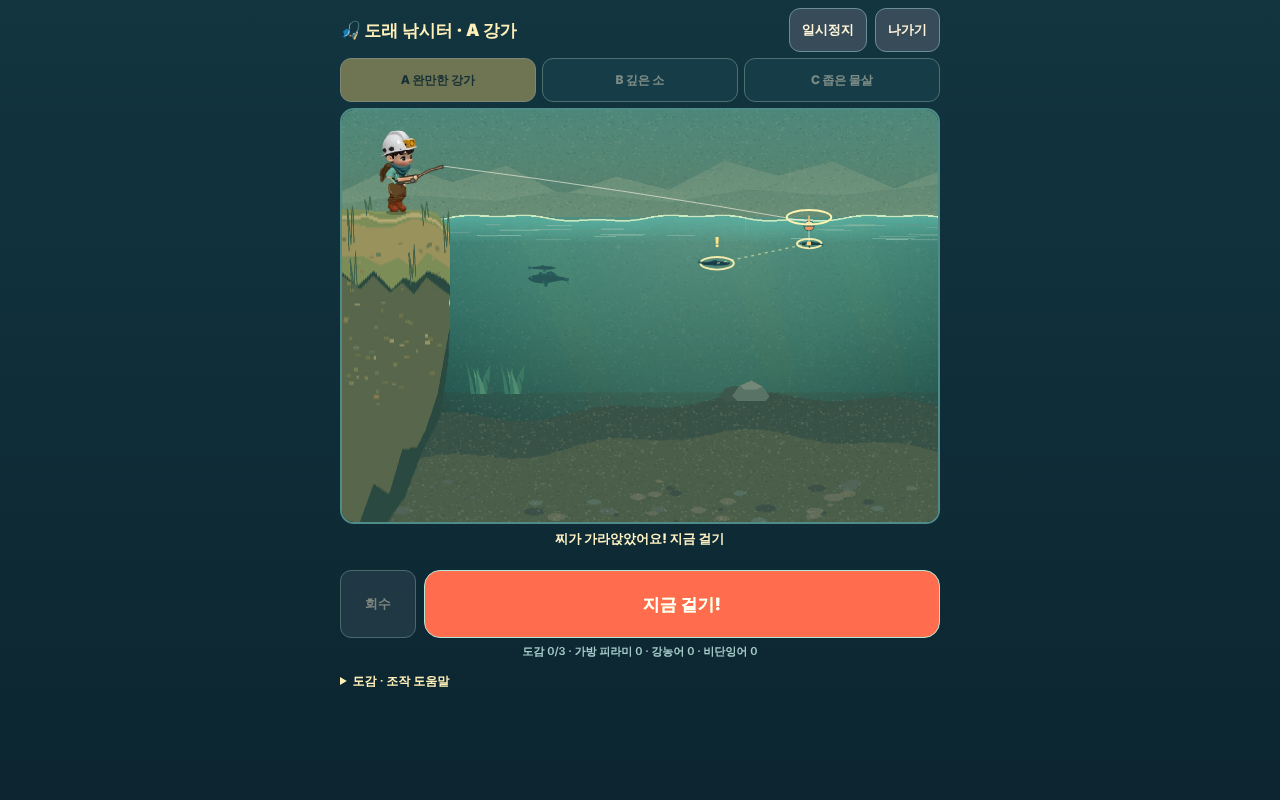 도래 낚시터 · A 강가
일시정지
나가기
A 완만한 강가
B 깊은 소
C 좁은 물살
!
찌가 가라앉았어요! 지금 걸기
회수
지금 걸기!
도감 0/3 · 가방 피라미 0 · 강농어 0 · 비단잉어 0
도감 · 조작 도움말